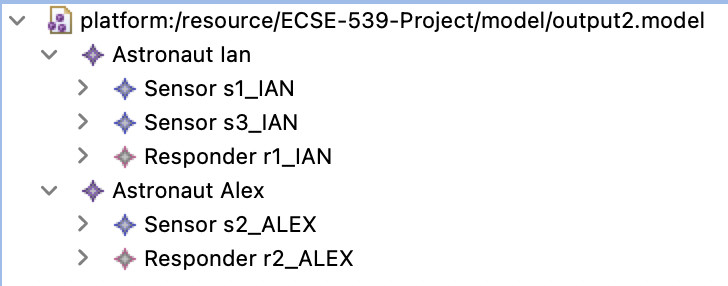 platform:/resource/ECSE-539-Project/model/output2.model
Astronaut Ian
Sensor s1_IAN
Sensor s3_IAN
Responder r1_IAN
Astronaut Alex
Sensor s2_ALEX
Responder r2_ALEX